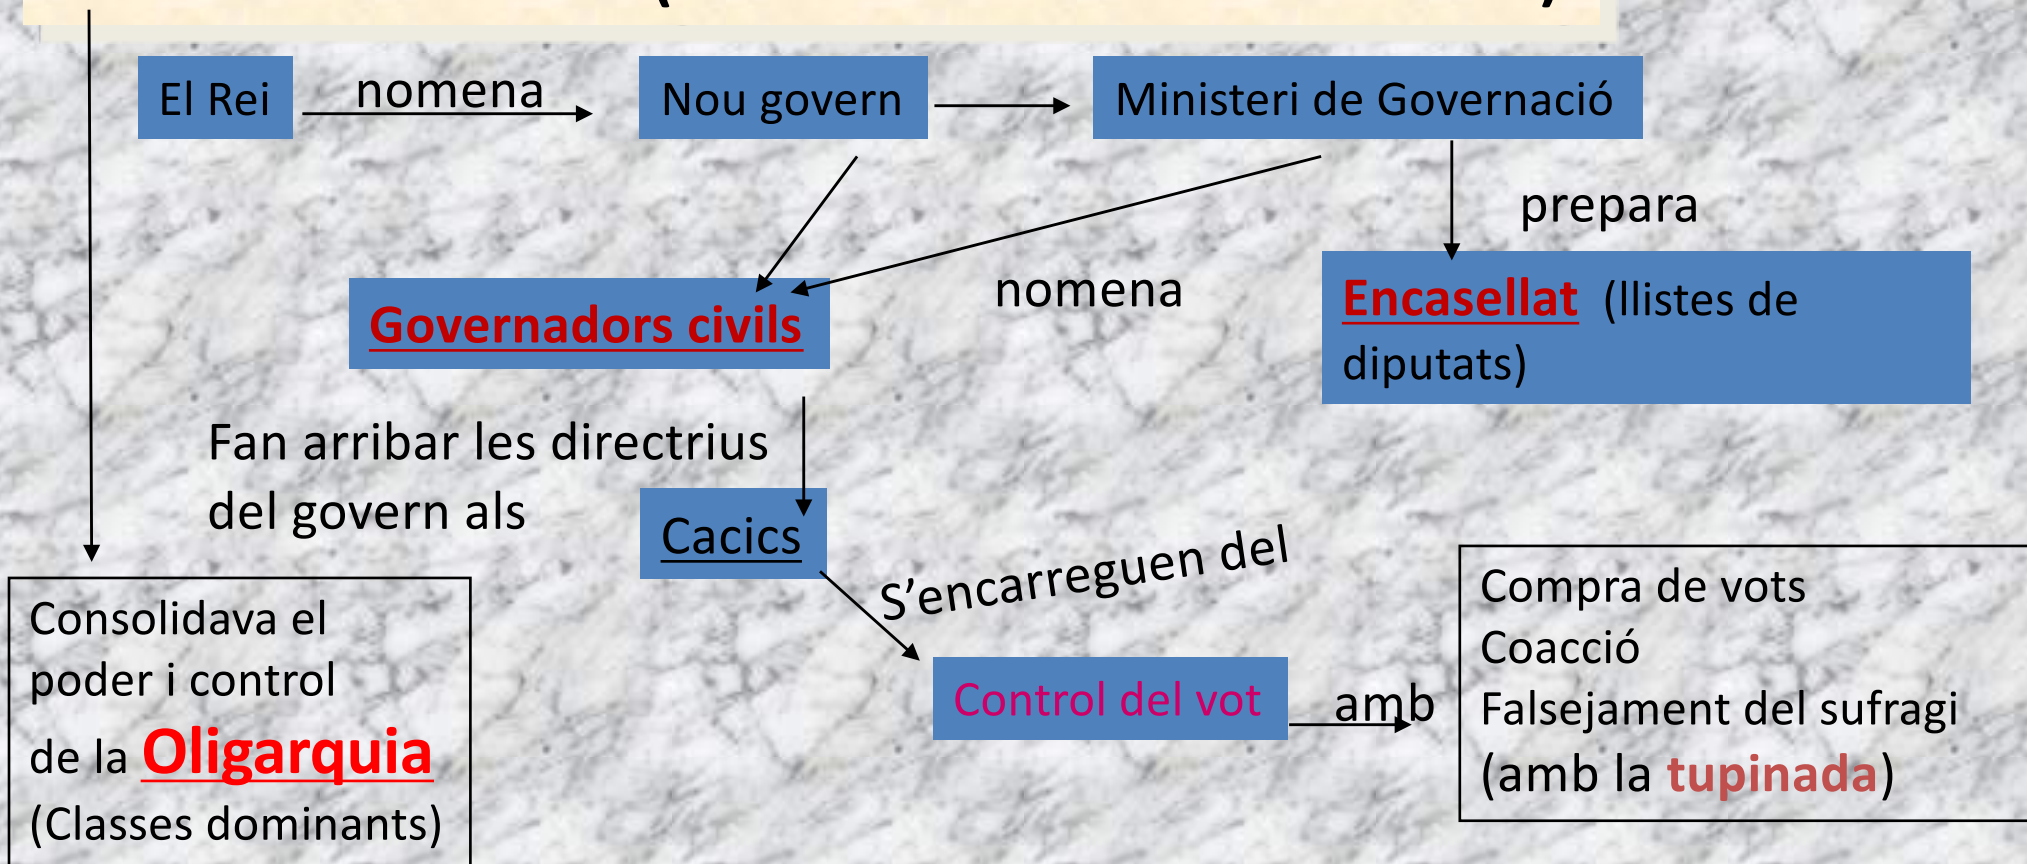 El Rei
nomena
Nou govern
Ministeri de Governació
prepara
nomena
Governadors civils
Encasellat (llistes de
diputats)
Fan arribar les directrius
del govern als
Cacics
S’encarreguen del
Control del vot
amb
Compra de vots
Coacció
Falsejament del sufragi
(amb la tupinada)
Consolidava el
poder i control
de la Oligarquia
(Classes dominants)